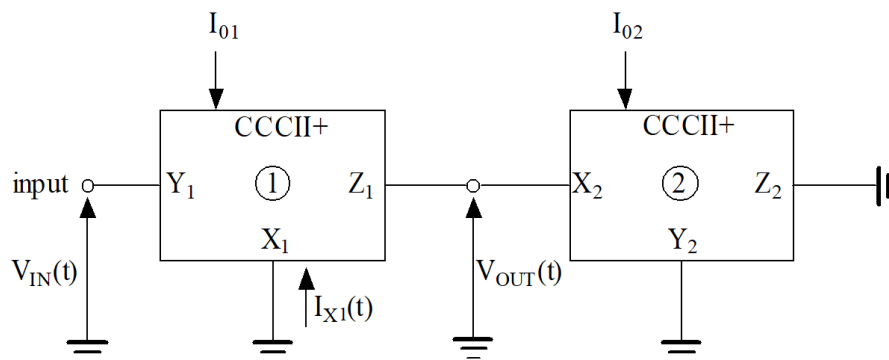 I01
I02
CCCII+
CCCII+
input
Y1
1
Z1
X2
2
Z2
X1
Y2
VIN(t)
IX1(t)
VOUT(t)